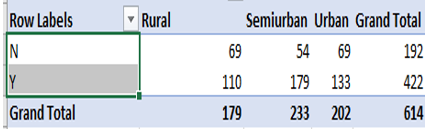 Row Labels Rural Semiurban Urban Grand Total
N 69 54 69 192
Y 110 179 133 422
Grand Total 179 233 202 614